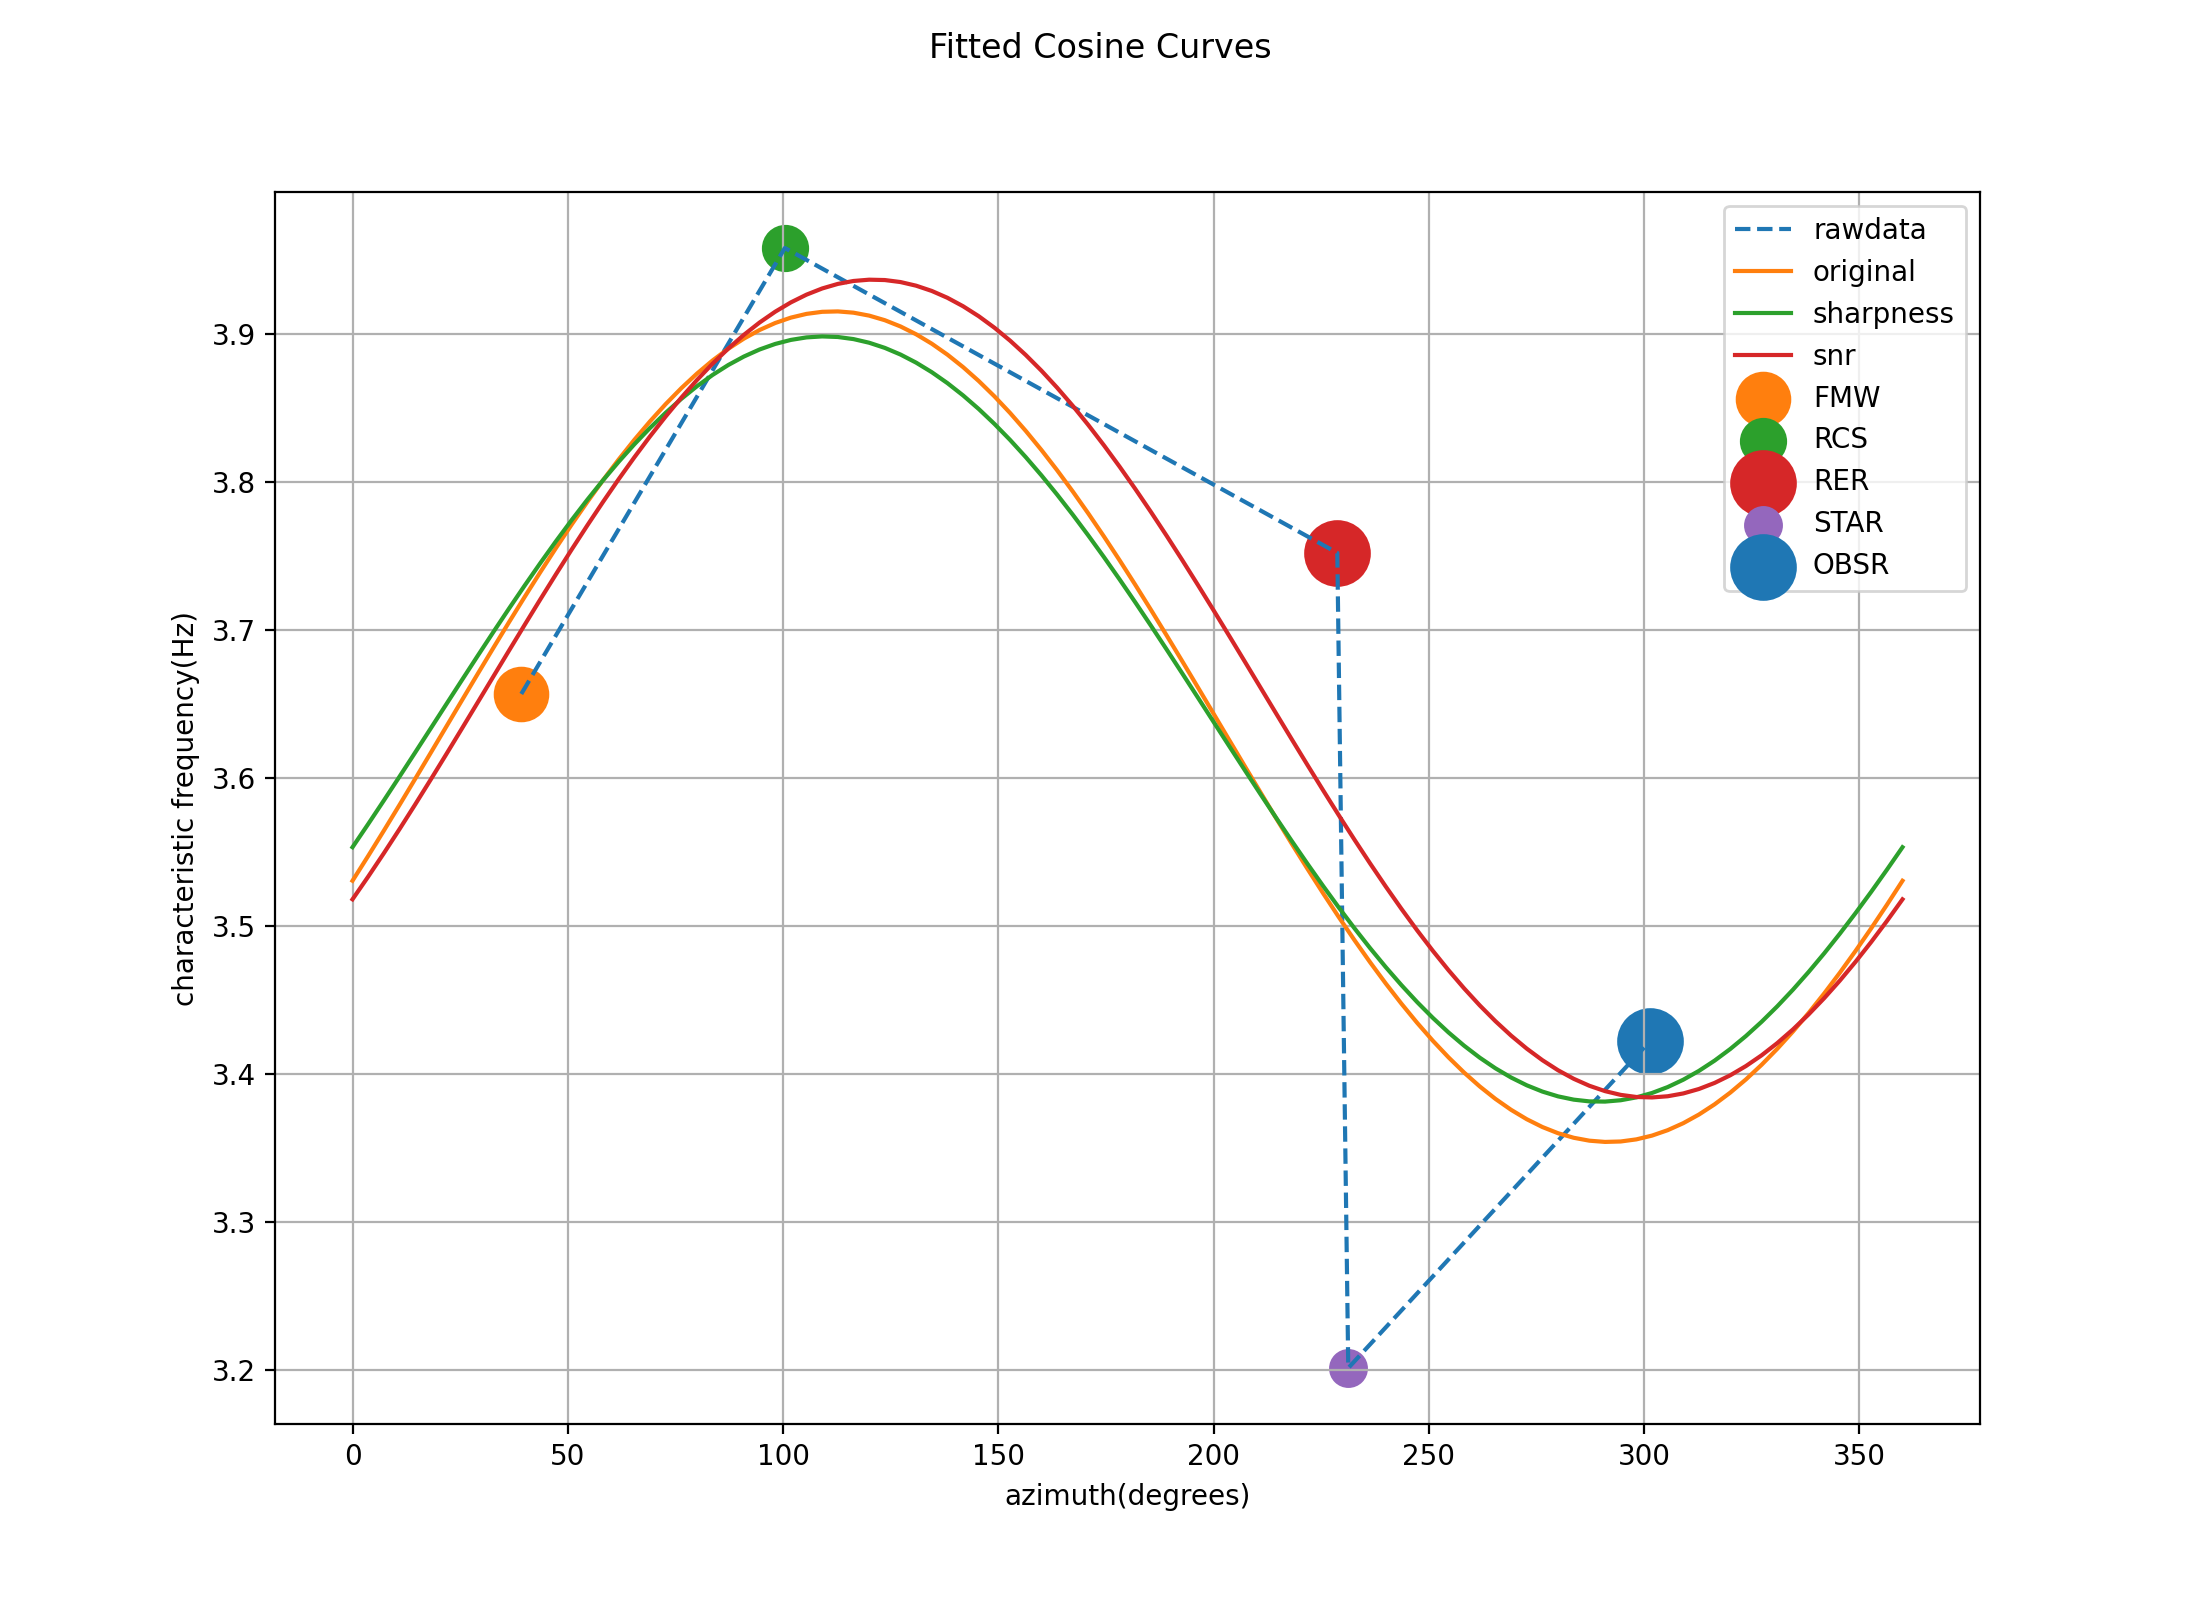 Fitted Cosine Curves
rawdata
original
sharpness
snr
FMW
RCS
RER
STAR
OBSR
3.9
3.8
3.7
3.6
3.5
3.4
3.3
3.2
characteristic frequency(Hz)
0 50 100 150 200 250 300 350
azimuth(degrees)